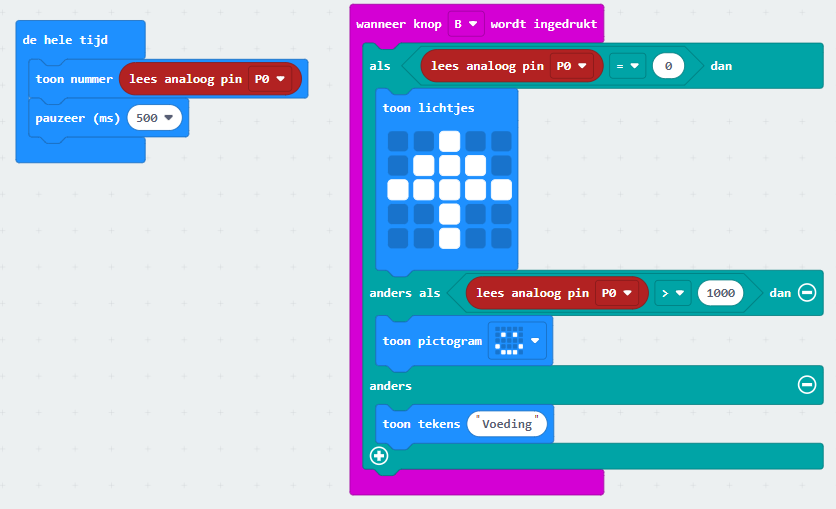 de hele tijd
toon nummer lees analoog pin P0
pauzeer (ms) 500
wanneer knop B wordt ingedrukt
als lees analoog pin P0 = 0 dan
toon lichtjes
anders als lees analoog pin P0 > 1000 dan
toon pictogram
anders
toon tekens "Voeding"